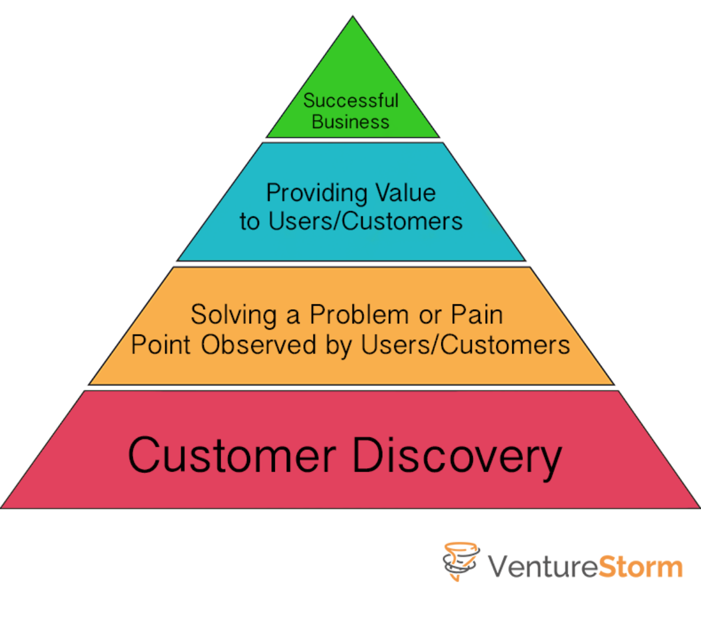 Successful
Business
Providing Value
to Users/Customers
Solving a Problem or Pain
Point Observed by Users/Customers
Customer Discovery
VentureStorm